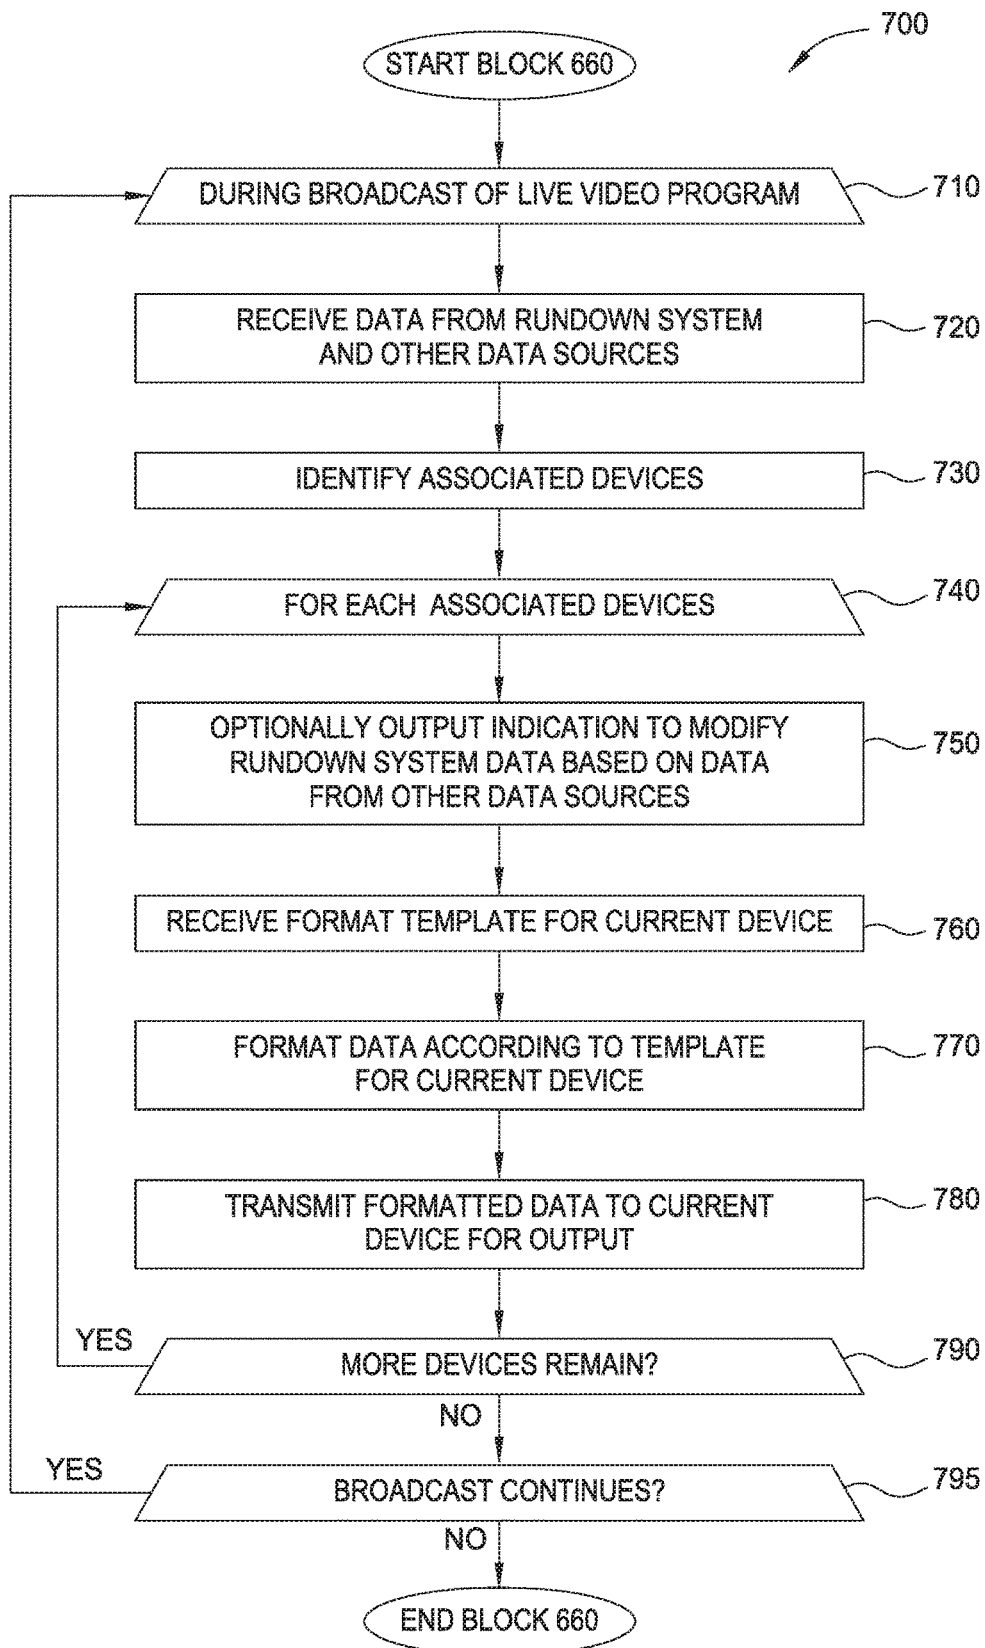 700
START BLOCK 660
DURING BROADCAST OF LIVE VIDEO PROGRAM
710
RECEIVE DATA FROM RUNDOWN SYSTEM
AND OTHER DATA SOURCES
720
IDENTIFY ASSOCIATED DEVICES
730
FOR EACH ASSOCIATED DEVICES
740
OPTIONALLY OUTPUT INDICATION TO MODIFY
RUNDOWN SYSTEM DATA BASED ON DATA
FROM OTHER DATA SOURCES
750
RECEIVE FORMAT TEMPLATE FOR CURRENT DEVICE
760
FORMAT DATA ACCORDING TO TEMPLATE
FOR CURRENT DEVICE
770
TRANSMIT FORMATTED DATA TO CURRENT
DEVICE FOR OUTPUT
780
YES
MORE DEVICES REMAIN?
790
NO
YES
BROADCAST CONTINUES?
795
NO
END BLOCK 660